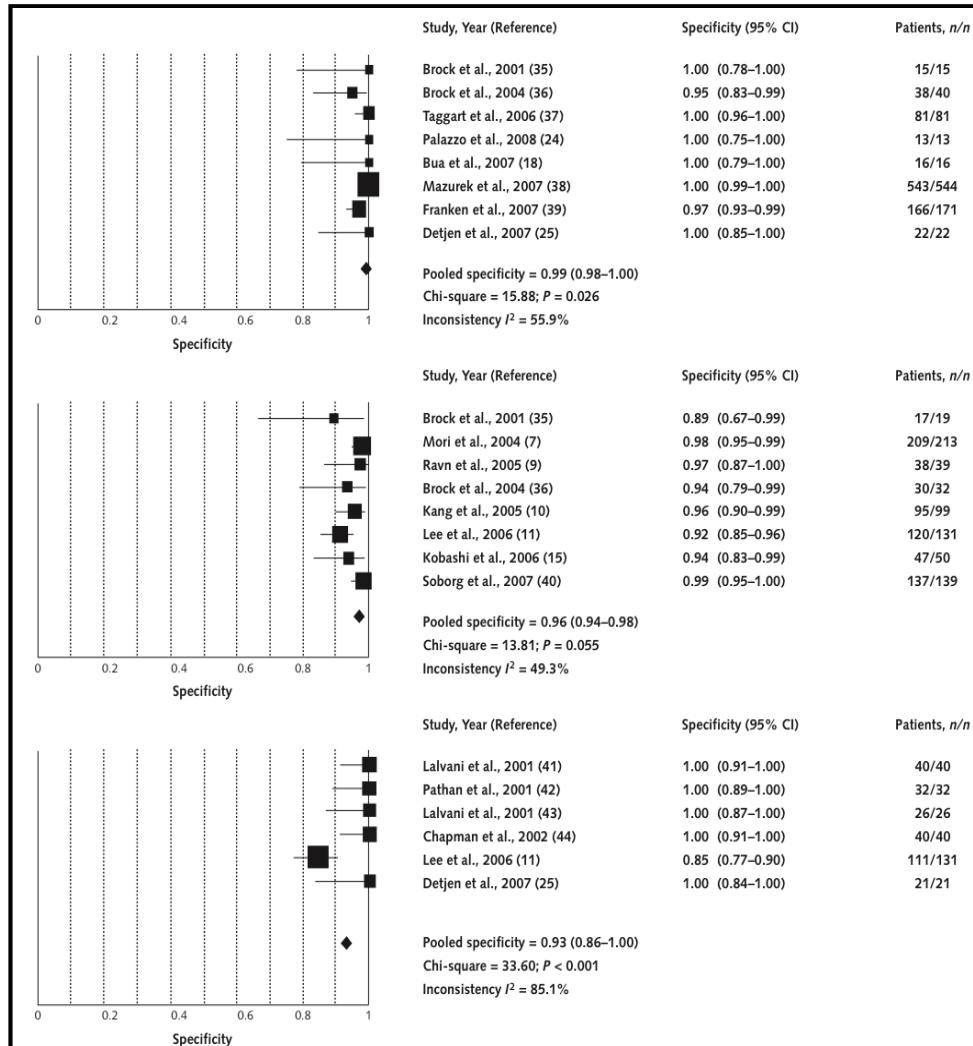 Study, Year (Reference) Specificity (95% CI) Patients, n/n
Brock et al., 2001 (35) 1.00 (0.78–1.00) 15/15
Brock et al., 2004 (36) 0.95 (0.83–0.99) 38/40
Taggart et al., 2006 (37) 1.00 (0.96–1.00) 81/81
Palazzo et al., 2008 (24) 1.00 (0.75–1.00) 13/13
Bua et al., 2007 (18) 1.00 (0.79–1.00) 16/16
Mazurek et al., 2007 (38) 1.00 (0.99–1.00) 543/544
Franken et al., 2007 (39) 0.97 (0.93–0.99) 166/171
Detjen et al., 2007 (25) 1.00 (0.85–1.00) 22/22
Pooled specificity = 0.99 (0.98–1.00)
Chi-square = 15.88; P = 0.026
Inconsistency I² = 55.9%
0 0.2 0.4 0.6 0.8 1
Specificity
Study, Year (Reference) Specificity (95% CI) Patients, n/n
Brock et al., 2001 (35) 0.89 (0.67–0.99) 17/19
Mori et al., 2004 (7) 0.98 (0.95–0.99) 209/213
Ravn et al., 2005 (9) 0.97 (0.87–1.00) 38/39
Brock et al., 2004 (36) 0.94 (0.79–0.99) 30/32
Kang et al., 2005 (10) 0.96 (0.90–0.99) 95/99
Lee et al., 2006 (11) 0.92 (0.85–0.96) 120/131
Kobashi et al., 2006 (15) 0.94 (0.83–0.99) 47/50
Soborg et al., 2007 (40) 0.99 (0.95–1.00) 137/139
Pooled specificity = 0.96 (0.94–0.98)
Chi-square = 13.81; P = 0.055
Inconsistency I² = 49.3%
0 0.2 0.4 0.6 0.8 1
Specificity
Study, Year (Reference) Specificity (95% CI) Patients, n/n
Lalvani et al., 2001 (41) 1.00 (0.91–1.00) 40/40
Pathan et al., 2001 (42) 1.00 (0.89–1.00) 32/32
Lalvani et al., 2001 (43) 1.00 (0.87–1.00) 26/26
Chapman et al., 2002 (44) 1.00 (0.91–1.00) 40/40
Lee et al., 2006 (11) 0.85 (0.77–0.90) 111/131
Detjen et al., 2007 (25) 1.00 (0.84–1.00) 21/21
Pooled specificity = 0.93 (0.86–1.00)
Chi-square = 33.60; P < 0.001
Inconsistency I² = 85.1%
0 0.2 0.4 0.6 0.8 1
Specificity